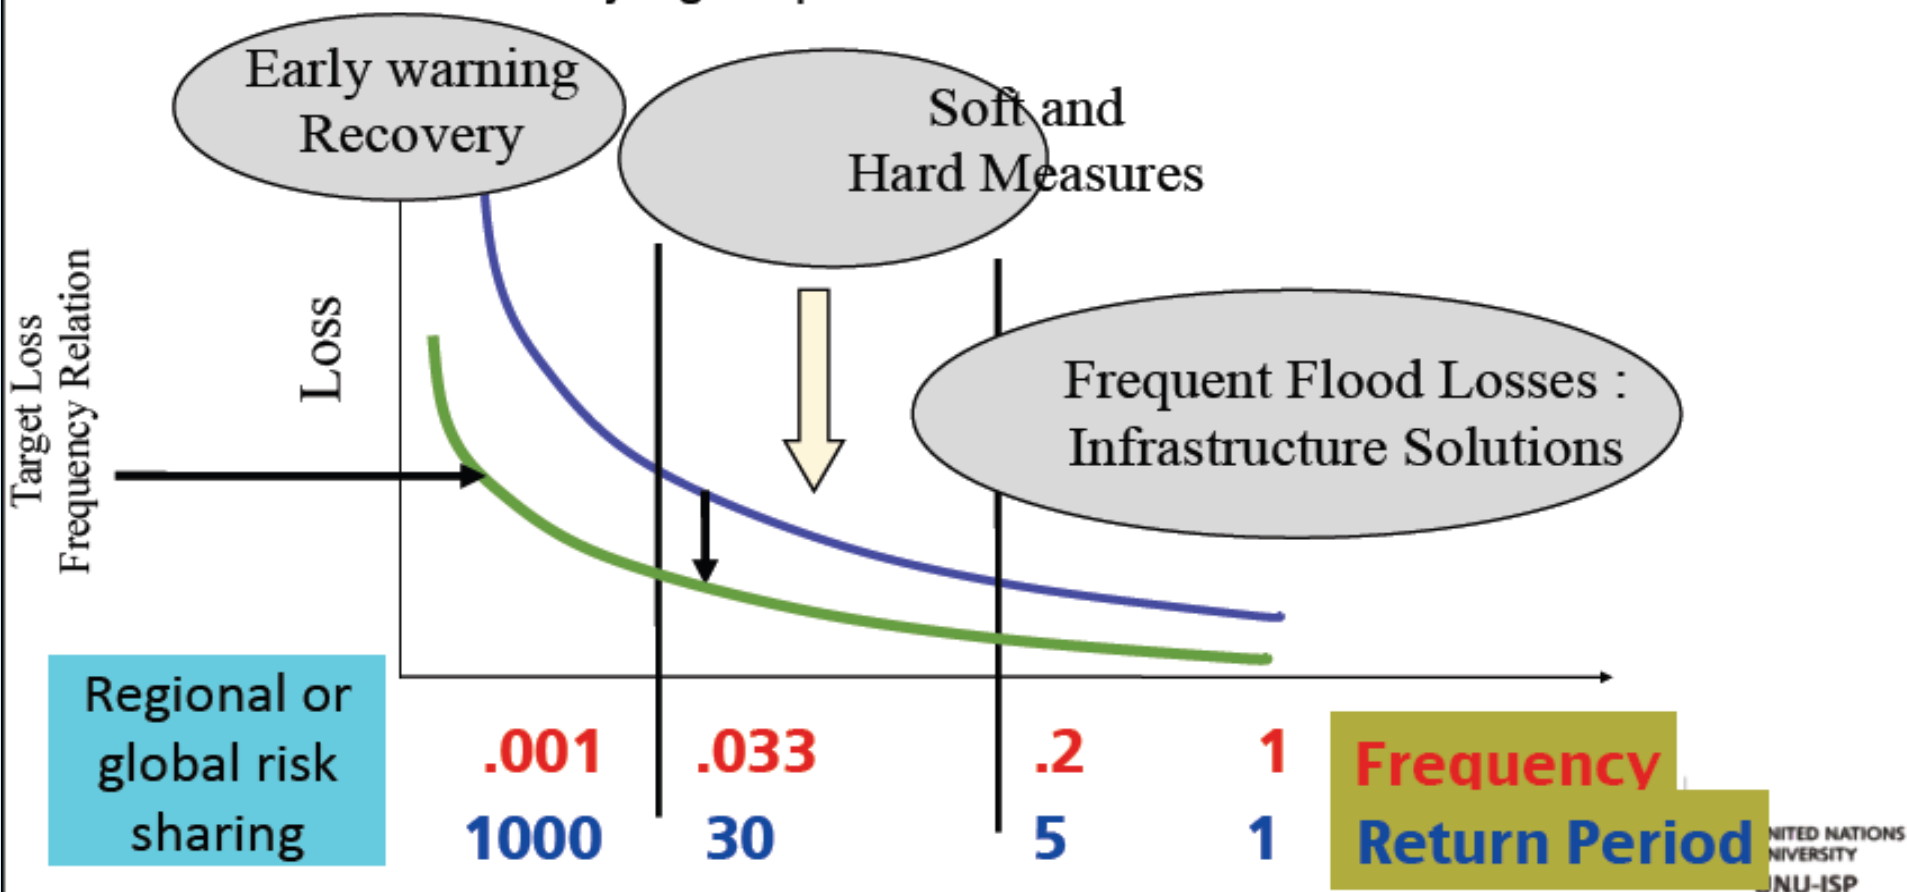 Early warning
Recovery
Soft and
Hard Measures
Frequent Flood Losses :
Infrastructure Solutions
Target Loss
Frequency Relation
Loss
Regional or
global risk
sharing
.001 .033 .2 1 Frequency
1000 30 5 1 Return Period
NITED NATIONS
NIVERSITY
UNU-ISP